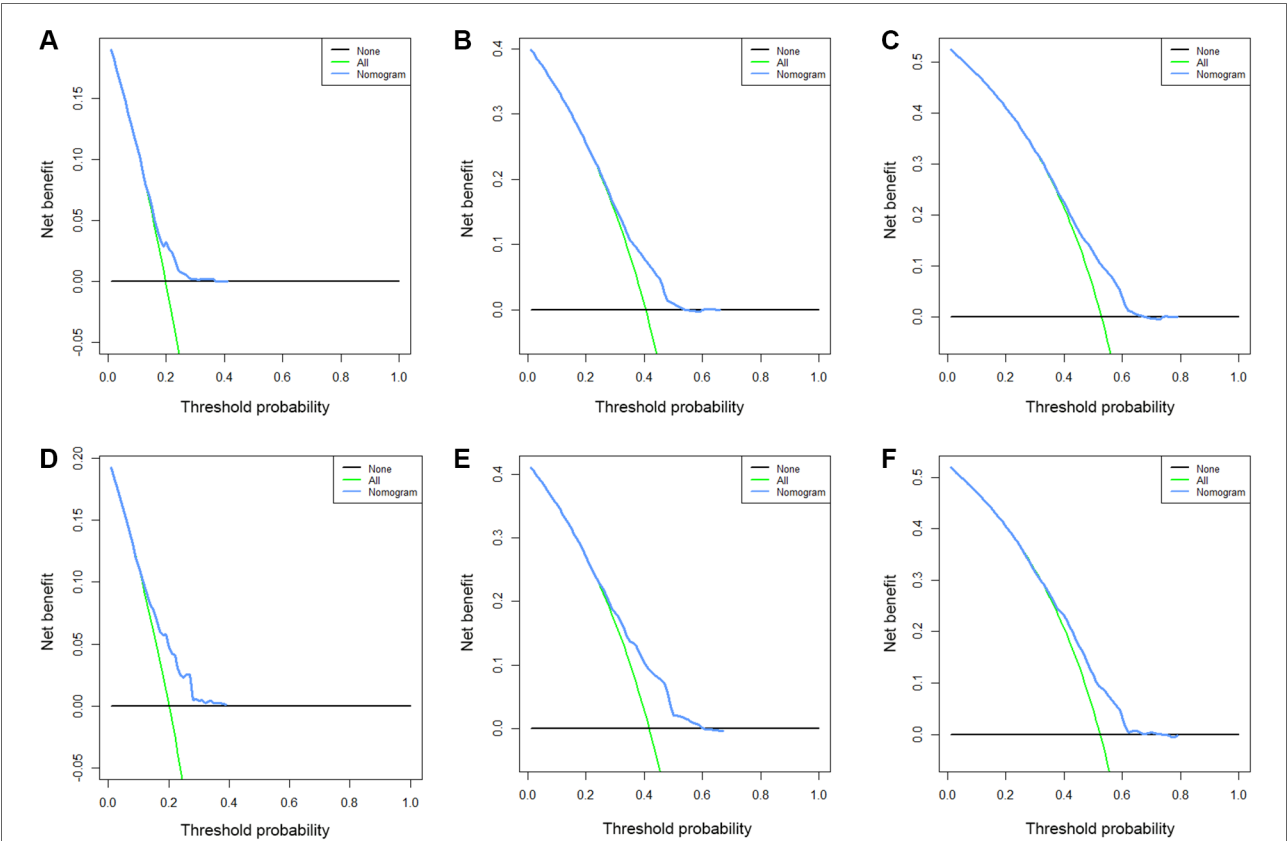 A
None
All
Nomogram
Net benefit
-0.05 0.00 0.05 0.10 0.15
0.0 0.2 0.4 0.6 0.8 1.0
Threshold probability
B
None
All
Nomogram
Net benefit
0.0 0.1 0.2 0.3 0.4
0.0 0.2 0.4 0.6 0.8 1.0
Threshold probability
C
None
All
Nomogram
Net benefit
0.0 0.1 0.2 0.3 0.4 0.5
0.0 0.2 0.4 0.6 0.8 1.0
Threshold probability
D
None
All
Nomogram
Net benefit
-0.05 0.00 0.05 0.10 0.15 0.20
0.0 0.2 0.4 0.6 0.8 1.0
Threshold probability
E
None
All
Nomogram
Net benefit
0.0 0.1 0.2 0.3 0.4
0.0 0.2 0.4 0.6 0.8 1.0
Threshold probability
F
None
All
Nomogram
Net benefit
0.0 0.1 0.2 0.3 0.4 0.5
0.0 0.2 0.4 0.6 0.8 1.0
Threshold probability